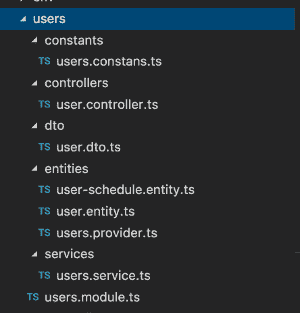 users
constants
TS users.constans.ts
controllers
TS user.controller.ts
dto
TS user.dto.ts
entities
TS user-schedule.entity.ts
TS user.entity.ts
TS users.provider.ts
services
TS users.service.ts
TS users.module.ts